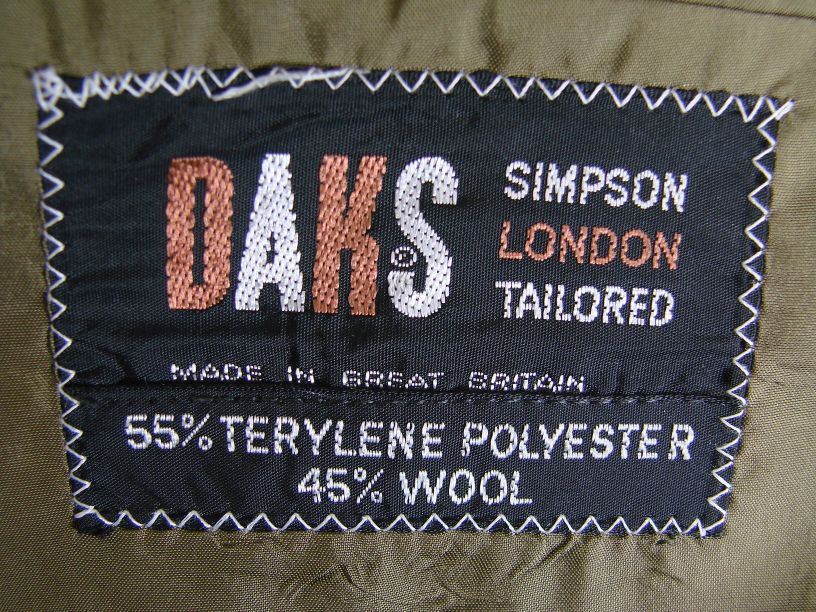 DAKS
SIMPSON
LONDON
TAILORED
MADE IN GREAT BRITAIN
55% TERYLENE POLYESTER
45% WOOL